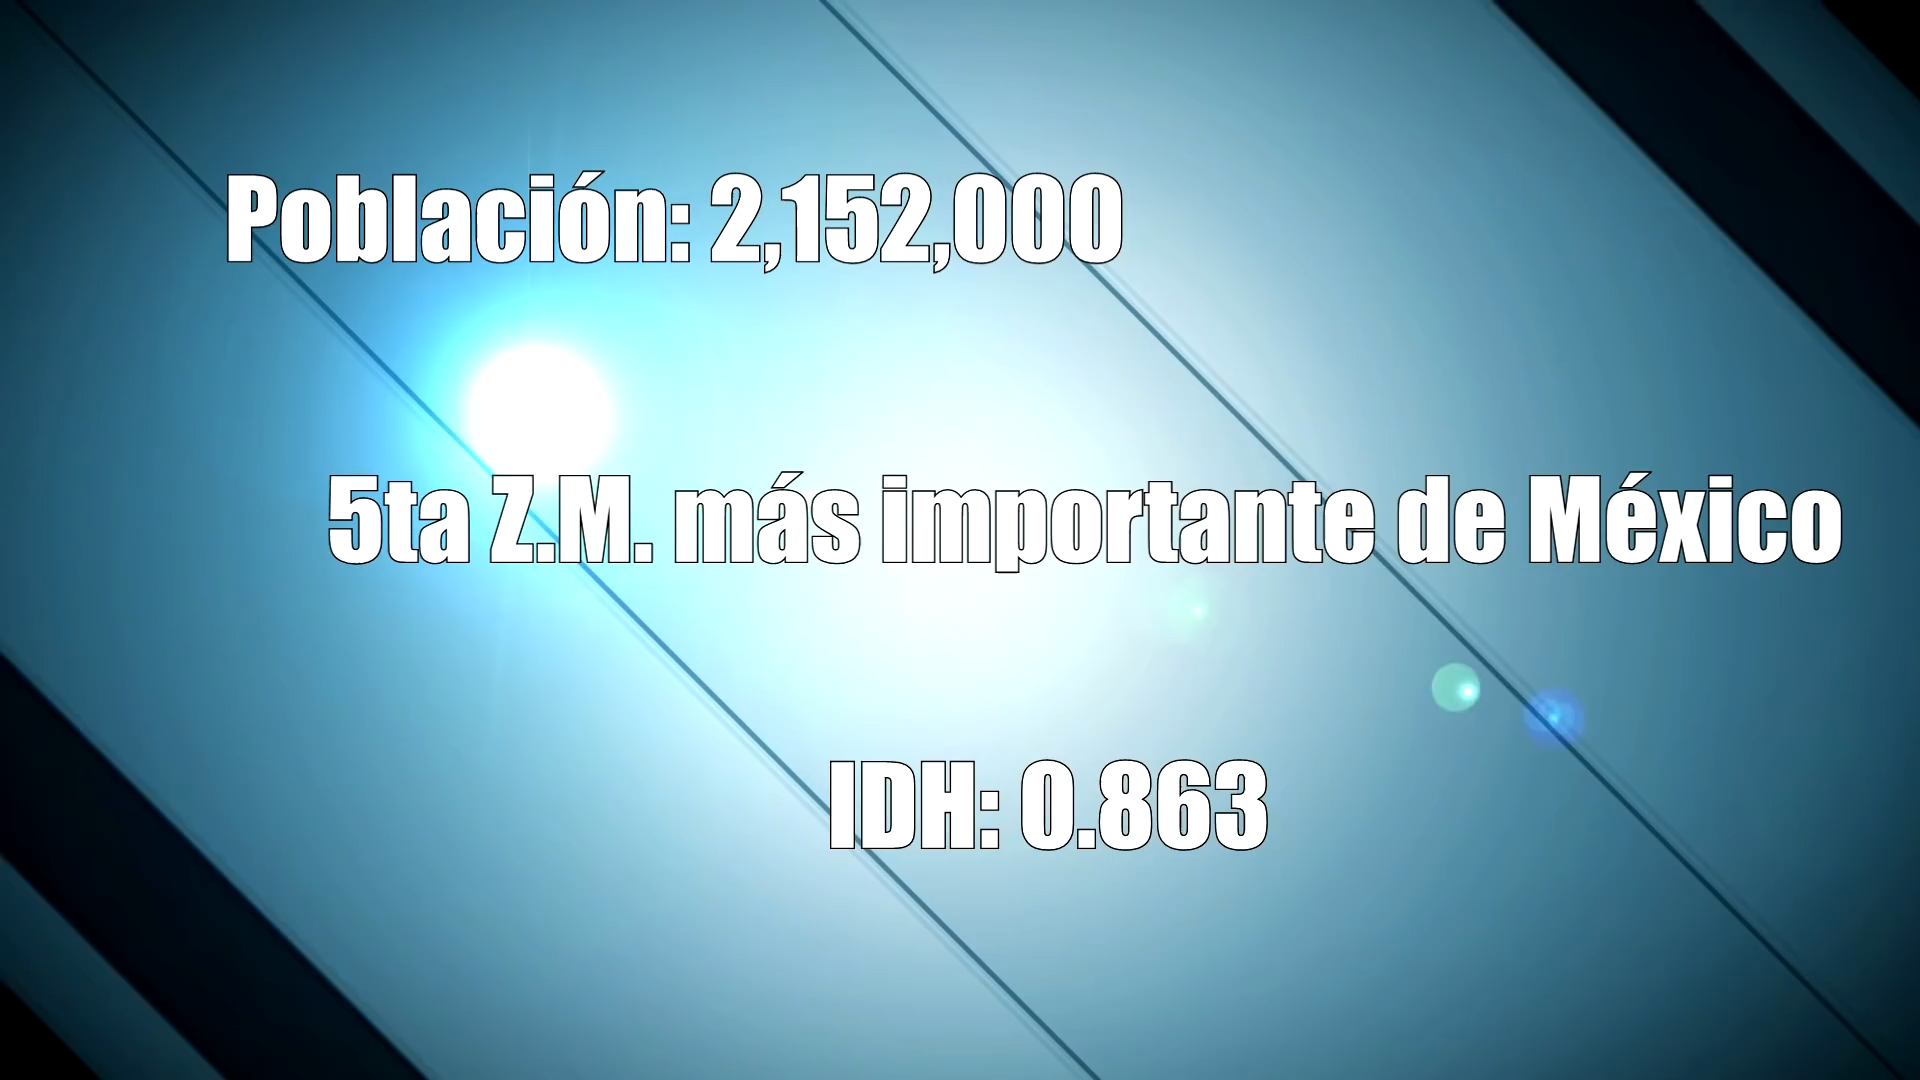 Población: 2,152,000
5ta Z.M. más importante de México
IDH: 0.863